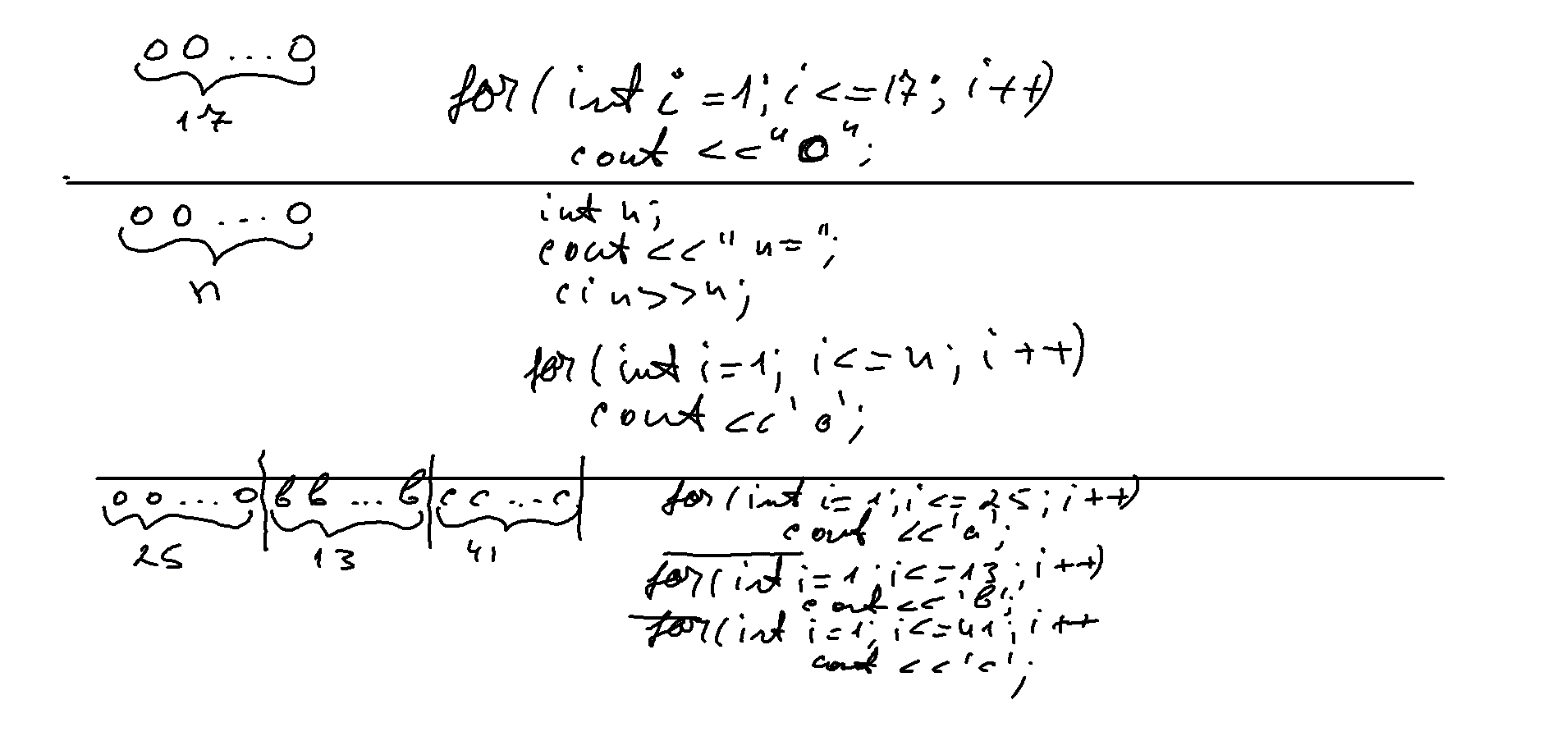 o o ... o
17
for(int i=1; i<=17; i++)
cout <<"o";
o o ... o
n
int n;
cout <<"n=";
cin>>n;
for(int i=1; i<=n; i++)
cout <<'o';
o o ... o b b ... b c c ... c
25 13 41
for(int i=1; i<=25; i++)
cout <<'a';
for(int i=1; i<=13; i++)
cout <<'b';
for(int i=1; i<=41; i++
cout <<'c';